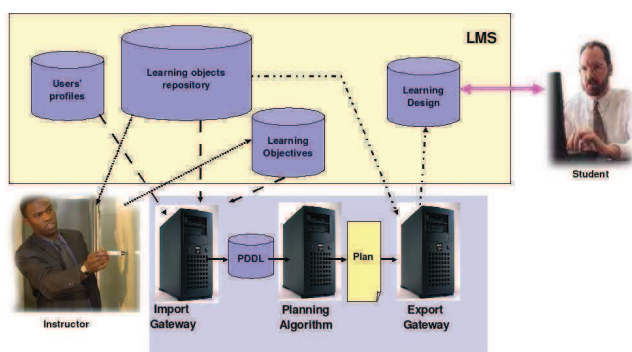 LMS
Learning objects
repository
Users'
profiles
Learning
Design
Learning
Objectives
Student
PDDL
Plan
Import
Gateway
Planning
Algorithm
Export
Gateway
Instructor